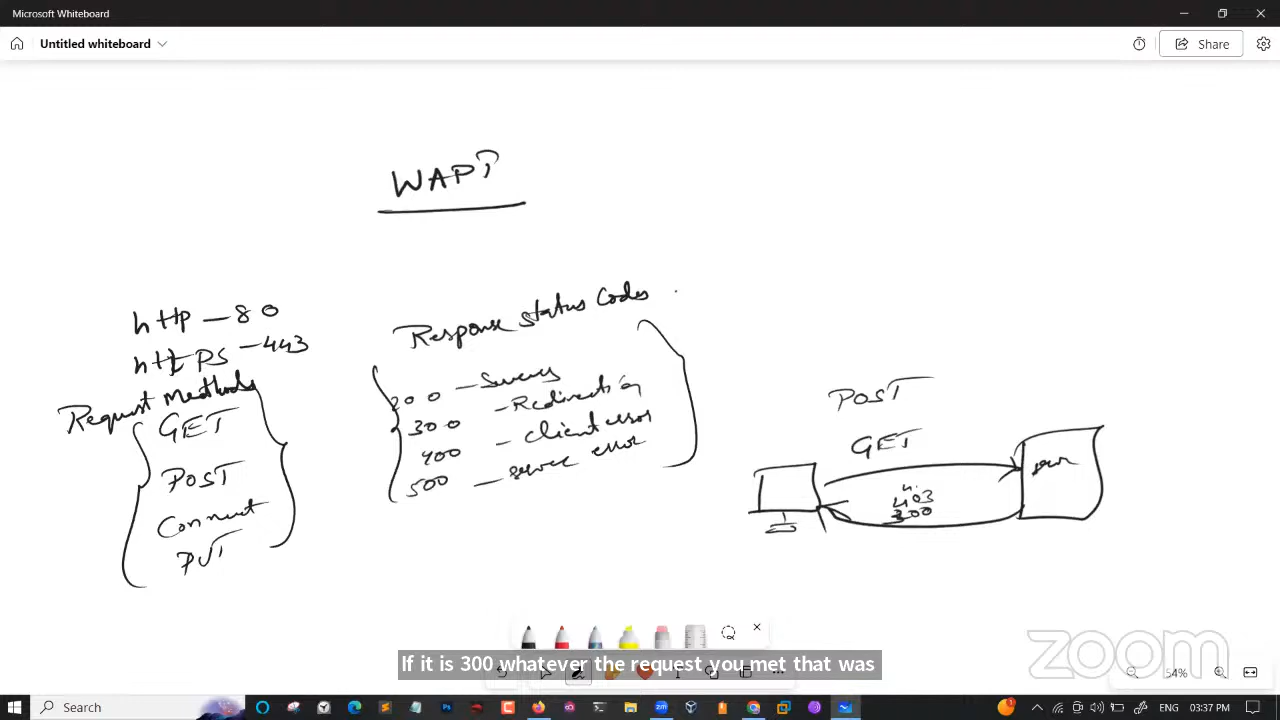 Microsoft Whiteboard
Untitled whiteboard
Share
WAPT
http - 80
https - 443
Request methods
GET
POST
Connect
PUT
Response Status Codes
200 - Success
300 - Redirection
400 - client error
500 - server error
POST
GET
403
300
If it is 300 whatever the request you met that was
zoom
54%
Search
ENG
03:37 PM